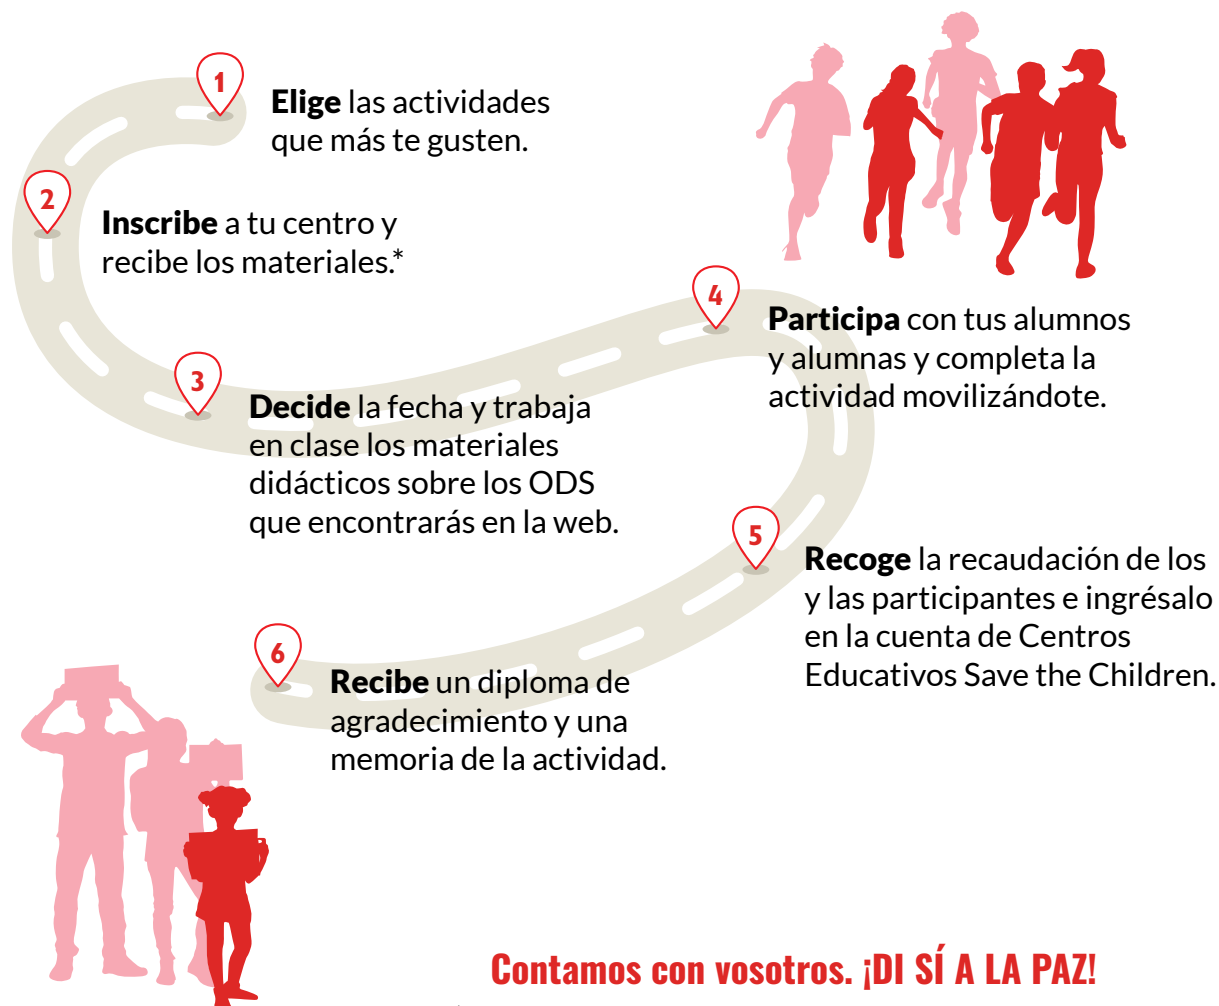 1
Elige las actividades
que más te gusten.
2
Inscribe a tu centro y
recibe los materiales.*
3
Decide la fecha y trabaja
en clase los materiales
didácticos sobre los ODS
que encontrarás en la web.
4
Participa con tus alumnos
y alumnas y completa la
actividad movilizándote.
5
Recoge la recaudación de los
y las participantes e ingrésalo
en la cuenta de Centros
Educativos Save the Children.
6
Recibe un diploma de
agradecimiento y una
memoria de la actividad.
Contamos con vosotros. ¡DI SÍ A LA PAZ!